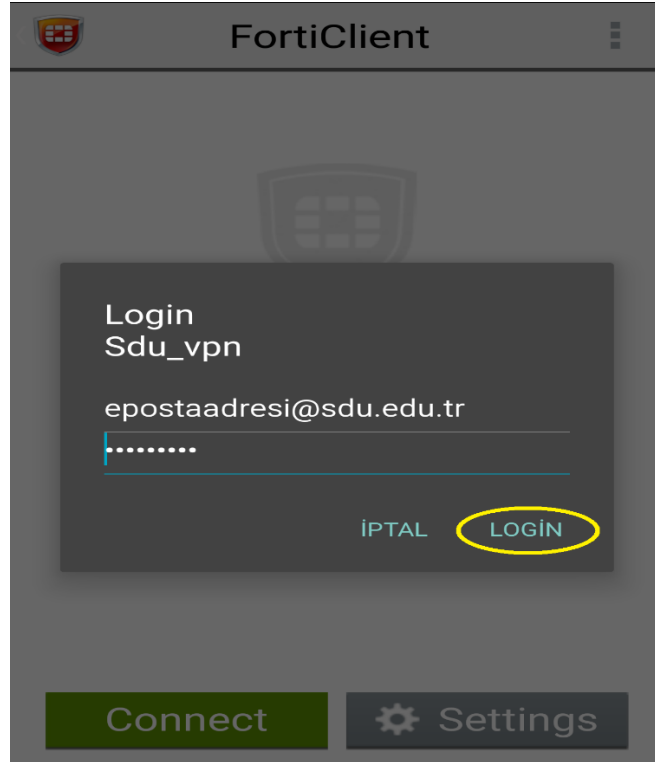 FortiClient
Login
Sdu_vpn
epostaadresi@sdu.edu.tr
•••••••••
İPTAL LOGİN
Connect Settings